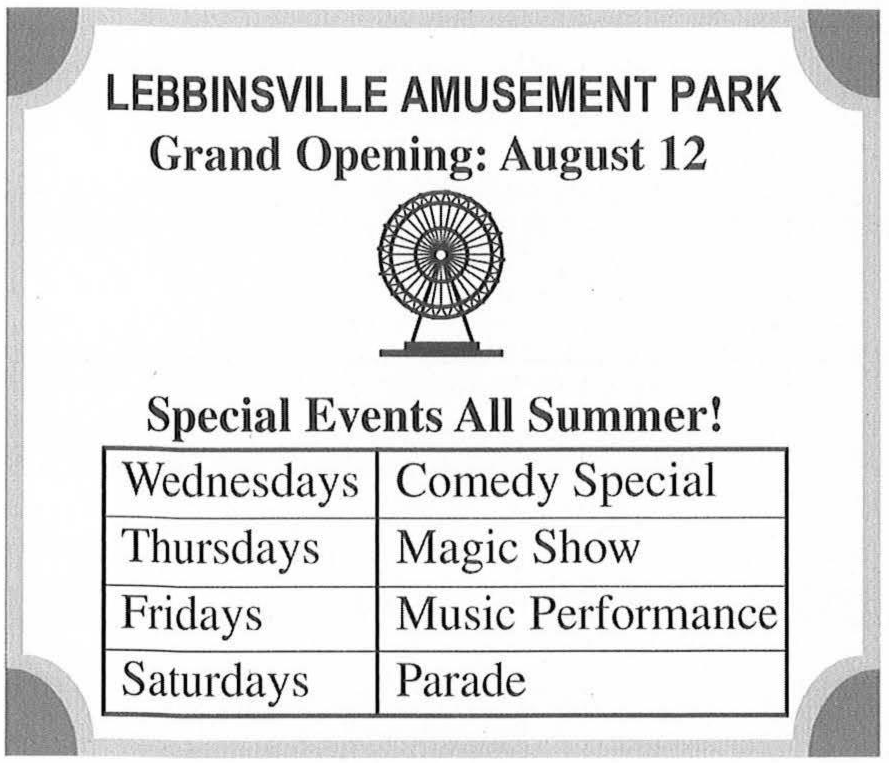 LEBBINSVILLE AMUSEMENT PARK
Grand Opening: August 12
Special Events All Summer!
Wednesdays Comedy Special
Thursdays Magic Show
Fridays Music Performance
Saturdays Parade